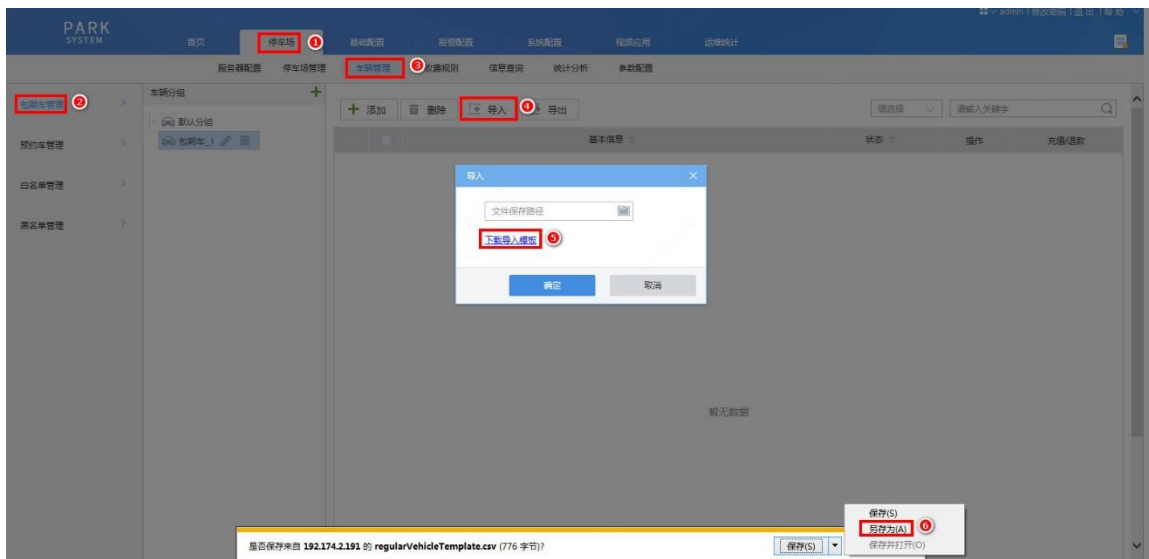 admin | 修改密码 | 退出 | 帮助
PARK
SYSTEM
首页 停车场 1 基础配置 报警配置 系统配置 视频应用 运维统计
服务器配置 停车场管理 车辆管理 3 收费规则 信息查询 统计分析 参数配置
包期车管理 2
预约车管理
白名单管理
黑名单管理
车辆分组
默认分组
包期车_1
添加 删除 导入 4 导出 请选择 请输入关键字
基本信息 状态 操作 充值/退款
导入
文件保存路径
下载导入模板 5
确定 取消
暂无数据
保存(S)
另存为(A) 6
保存并打开(O)
是否保存来自 192.174.2.191 的 regularVehicleTemplate.csv (776 字节)? 保存(S)